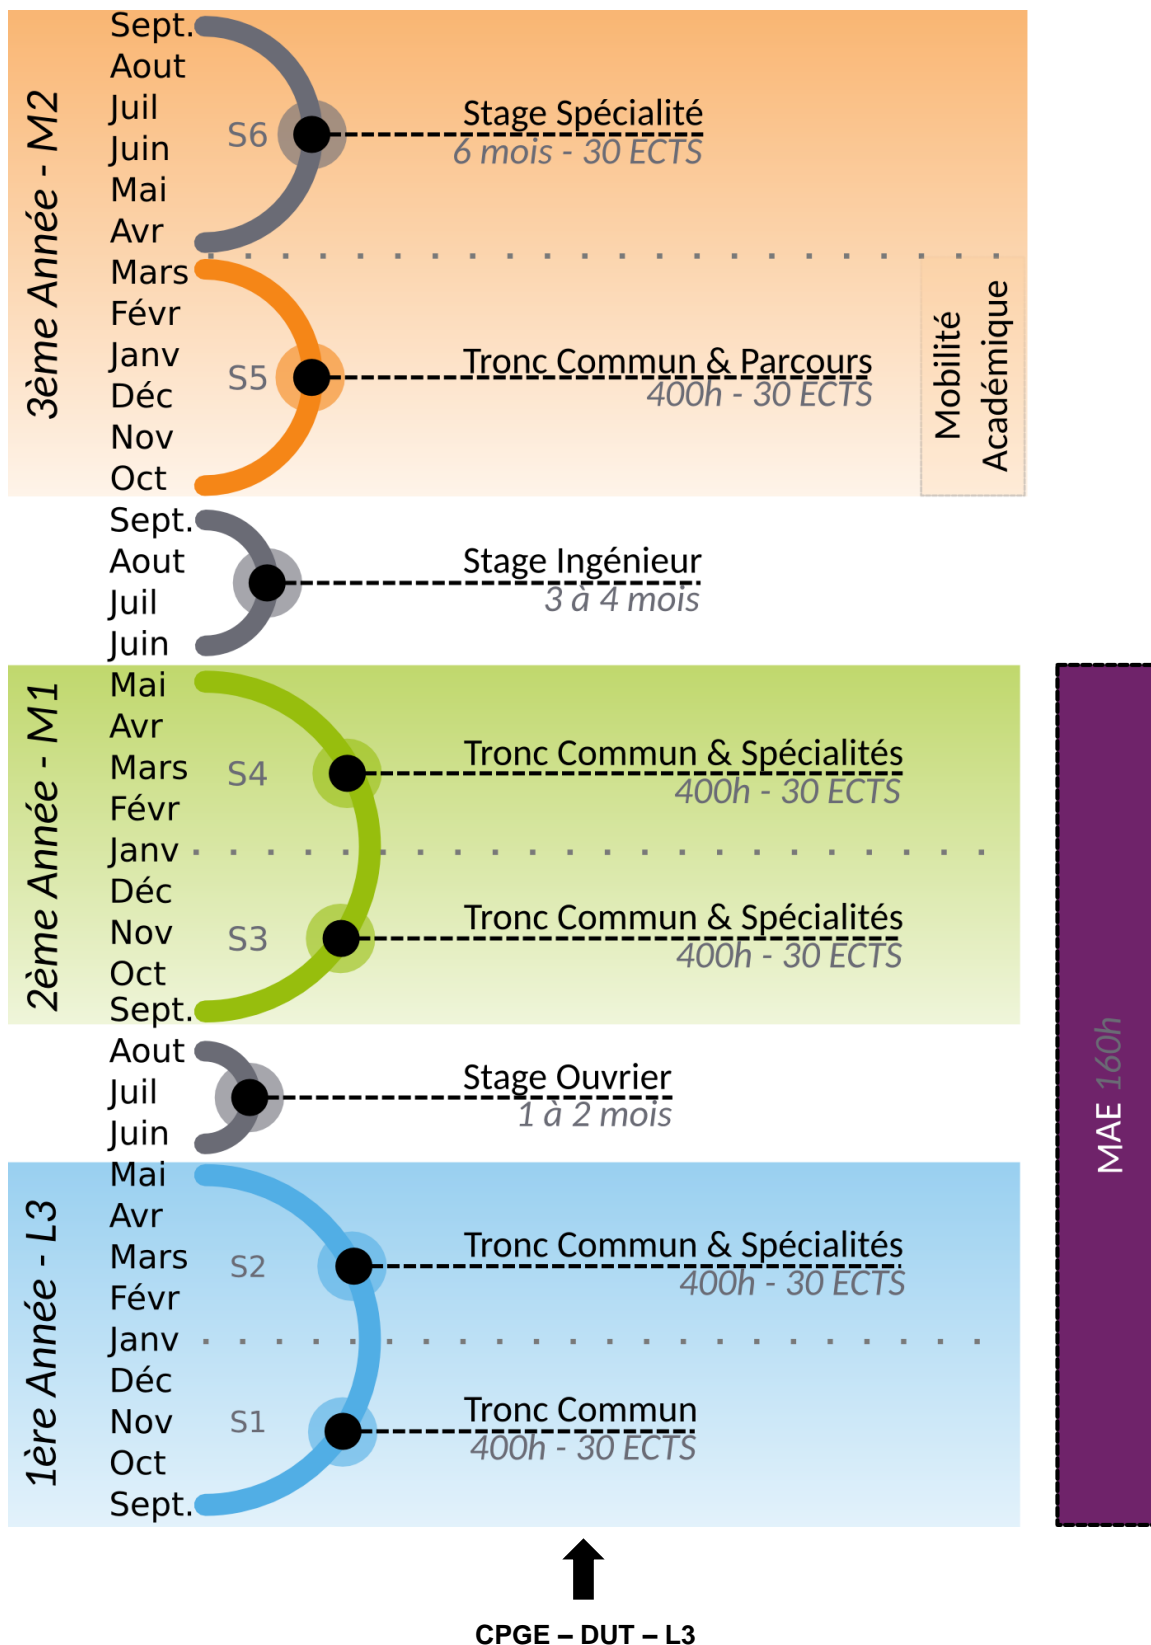 3ème Année - M2
Sept.
Aout
Juil
Juin
Mai
Avr
S6
Stage Spécialité
6 mois - 30 ECTS
Mars
Févr
Janv
Déc
Nov
Oct
S5
Tronc Commun & Parcours
400h - 30 ECTS
Mobilité
Académique
Sept.
Aout
Juil
Juin
Stage Ingénieur
3 à 4 mois
2ème Année - M1
Mai
Avr
Mars
Févr
Janv
S4
Tronc Commun & Spécialités
400h - 30 ECTS
Déc
Nov
Oct
Sept.
S3
Tronc Commun & Spécialités
400h - 30 ECTS
Aout
Juil
Juin
Stage Ouvrier
1 à 2 mois
MAE 160h
1ère Année - L3
Mai
Avr
Mars
Févr
Janv
S2
Tronc Commun & Spécialités
400h - 30 ECTS
Déc
Nov
Oct
Sept.
S1
Tronc Commun
400h - 30 ECTS
CPGE – DUT – L3